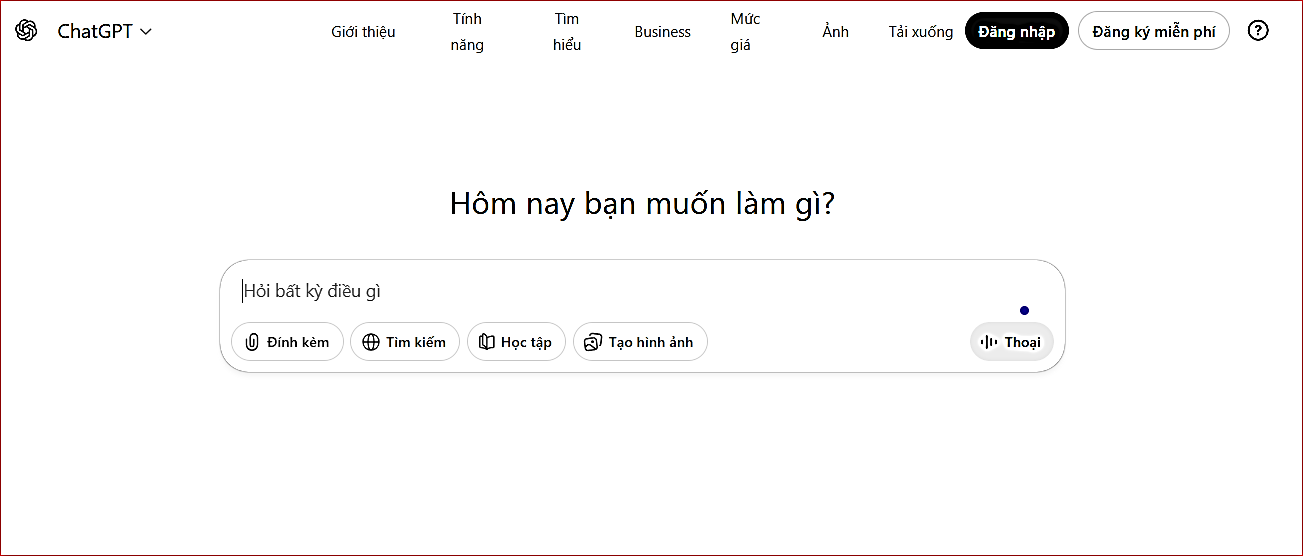 ChatGPT
Giới thiệu
Tính
năng
Tìm
hiểu
Business
Mức
giá
Ảnh
Tải xuống
Đăng nhập
Đăng ký miễn phí
?
Hôm nay bạn muốn làm gì?
Hỏi bất kỳ điều gì
Đính kèm
Tìm kiếm
Học tập
Tạo hình ảnh
Thoại